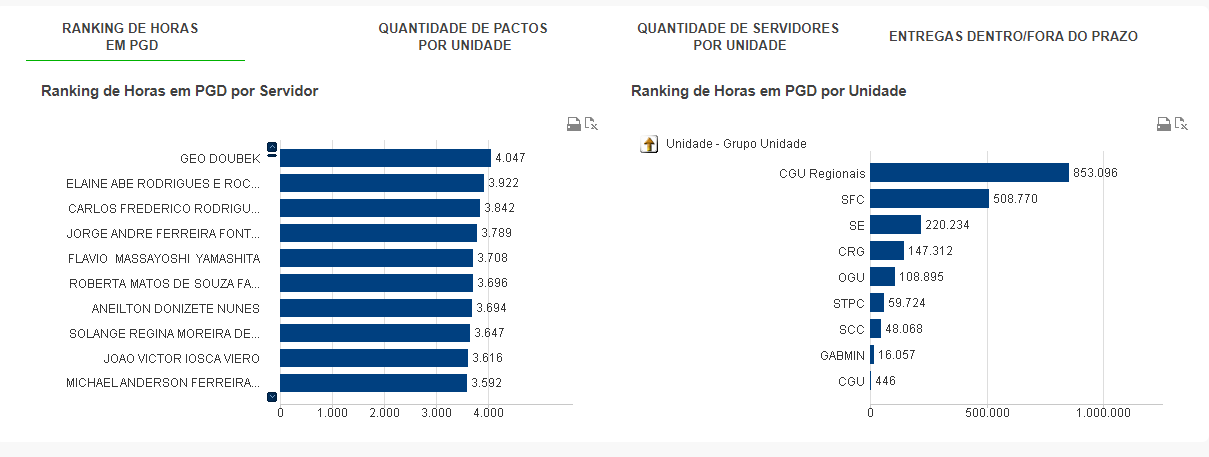 RANKING DE HORAS
EM PGD
QUANTIDADE DE PACTOS
POR UNIDADE
QUANTIDADE DE SERVIDORES
POR UNIDADE
ENTREGAS DENTRO/FORA DO PRAZO
Ranking de Horas em PGD por Servidor
GEO DOUBEK 4.047
ELAINE ABE RODRIGUES E ROC... 3.922
CARLOS FREDERICO RODRIGU... 3.842
JORGE ANDRE FERREIRA FONT... 3.789
FLAVIO MASSAYOSHI YAMASHITA 3.708
ROBERTA MATOS DE SOUZA FA... 3.696
ANEILTON DONIZETE NUNES 3.694
SOLANGE REGINA MOREIRA DE... 3.647
JOAO VICTOR IOSCA VIERO 3.616
MICHAEL ANDERSON FERREIRA... 3.592
0 1.000 2.000 3.000 4.000
Ranking de Horas em PGD por Unidade
Unidade - Grupo Unidade
CGU Regionais 853.096
SFC 508.770
SE 220.234
CRG 147.312
OGU 108.895
STPC 59.724
SCC 48.068
GABMIN 16.057
CGU 446
0 500.000 1.000.000